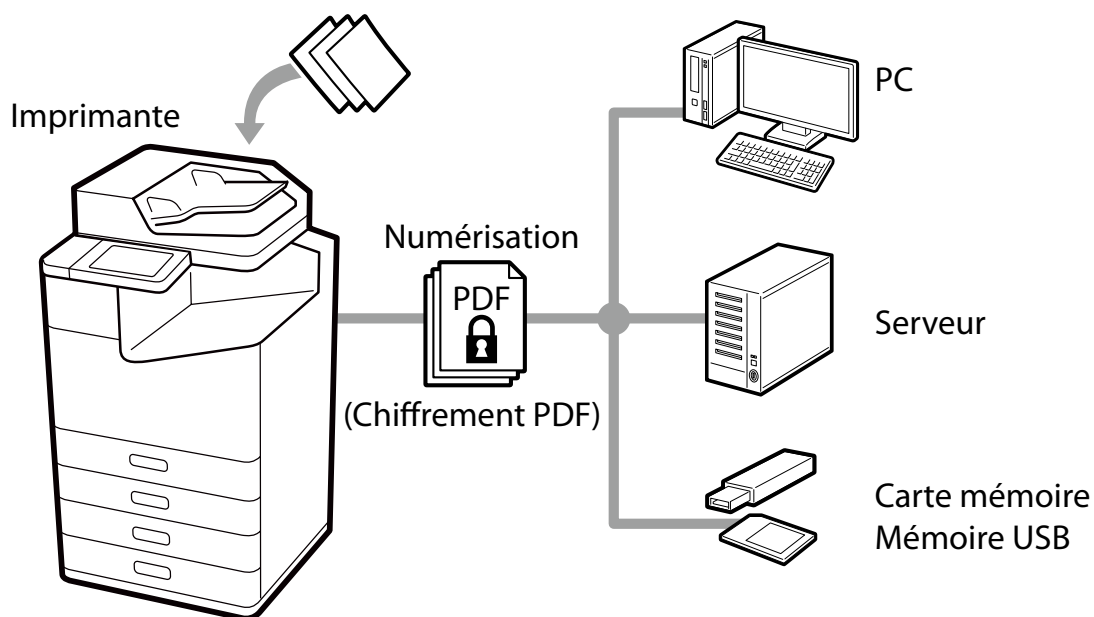 Imprimante
Numérisation
PDF
(Chiffrement PDF)
PC
Serveur
Carte mémoire
Mémoire USB